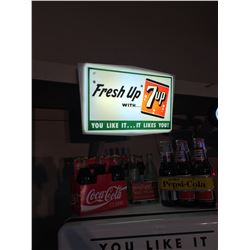 "Fresh Up"
WITH...
7up
YOU LIKE IT...IT LIKES YOU!
Coca-Cola
Pepsi-Cola
YOU LIKE IT